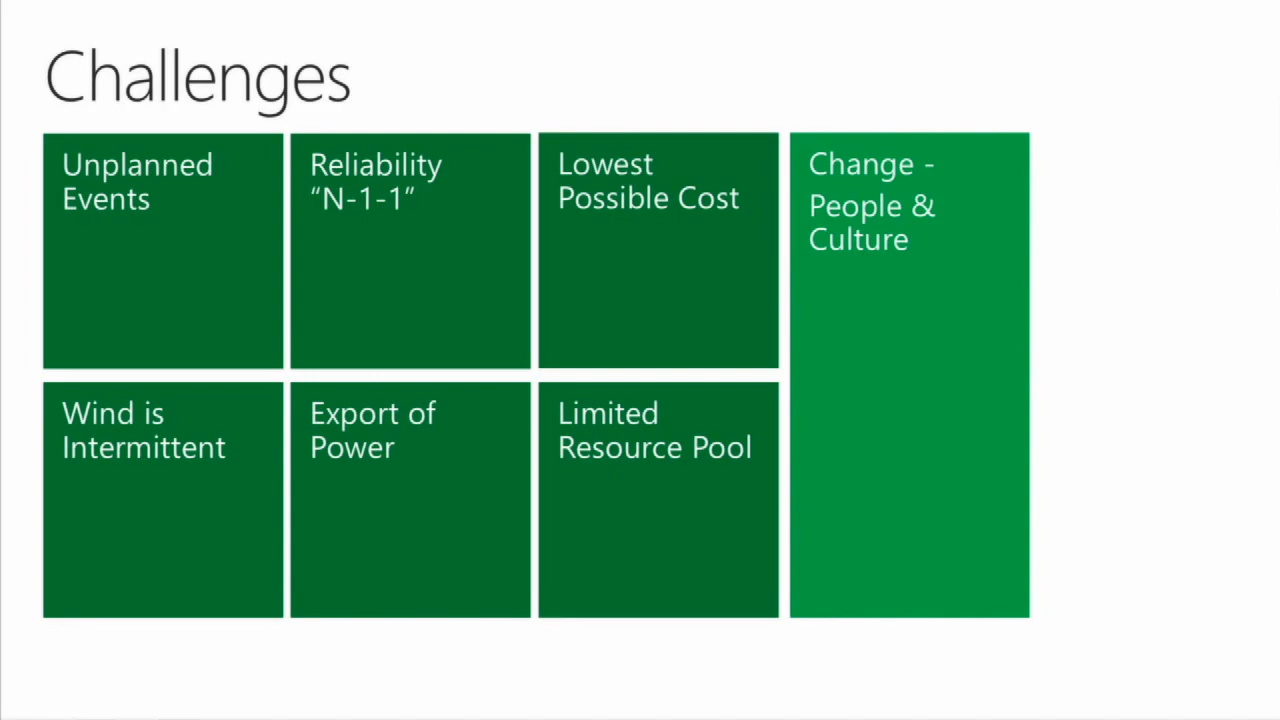 Challenges
Unplanned
Events
Reliability
“N-1-1”
Lowest
Possible Cost
Change -
People &
Culture
Wind is
Intermittent
Export of
Power
Limited
Resource Pool